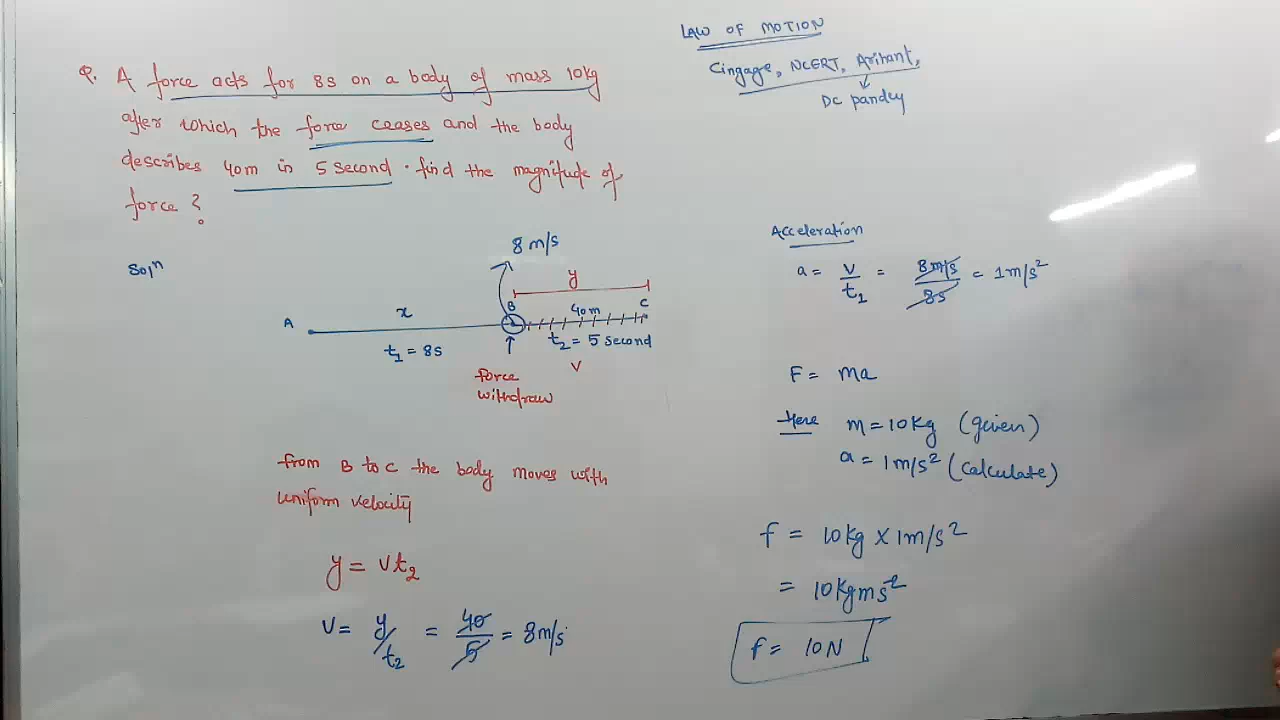 LAW OF MOTION
Cingage, NCERT, Arihant,
DC pandey
Q. A force acts for 8s on a body of mass 10kg
after which the force ceases and the body
describes 40m in 5 second. find the magnitude of
force?
Solⁿ
8 m/s
y
x
B
40m
C
A
t₁ = 8s
t₂ = 5 second
force
withdraw
V
from B to C the body moves with
uniform velocity
y = vt₂
V = y/t₂ = 40/5 = 8m/s
Acceleration
a = v/t₁ = 8m/s/8s = 1m/s²
F = ma
Here m = 10kg (given)
a = 1m/s² (calculate)
f = 10kg × 1m/s²
= 10kgms⁻²
f = 10N